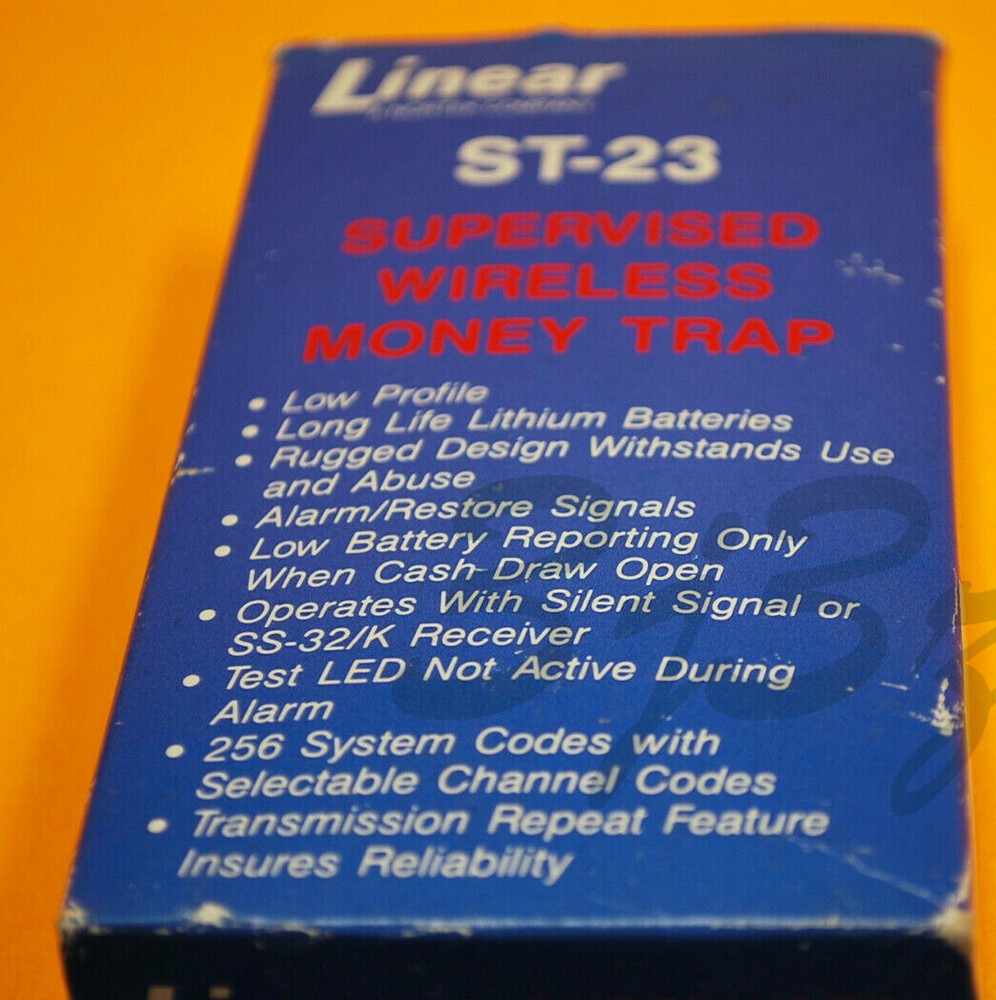 Linear
ST-23
SUPERVISED
WIRELESS
MONEY TRAP
• Low Profile
• Long Life Lithium Batteries
• Rugged Design Withstands Use
and Abuse
• Alarm/Restore Signals
• Low Battery Reporting Only
When Cash Draw Open
• Operates With Silent Signal or
SS-32/K Receiver
• Test LED Not Active During
Alarm
• 256 System Codes with
Selectable Channel Codes
• Transmission Repeat Feature
Insures Reliability